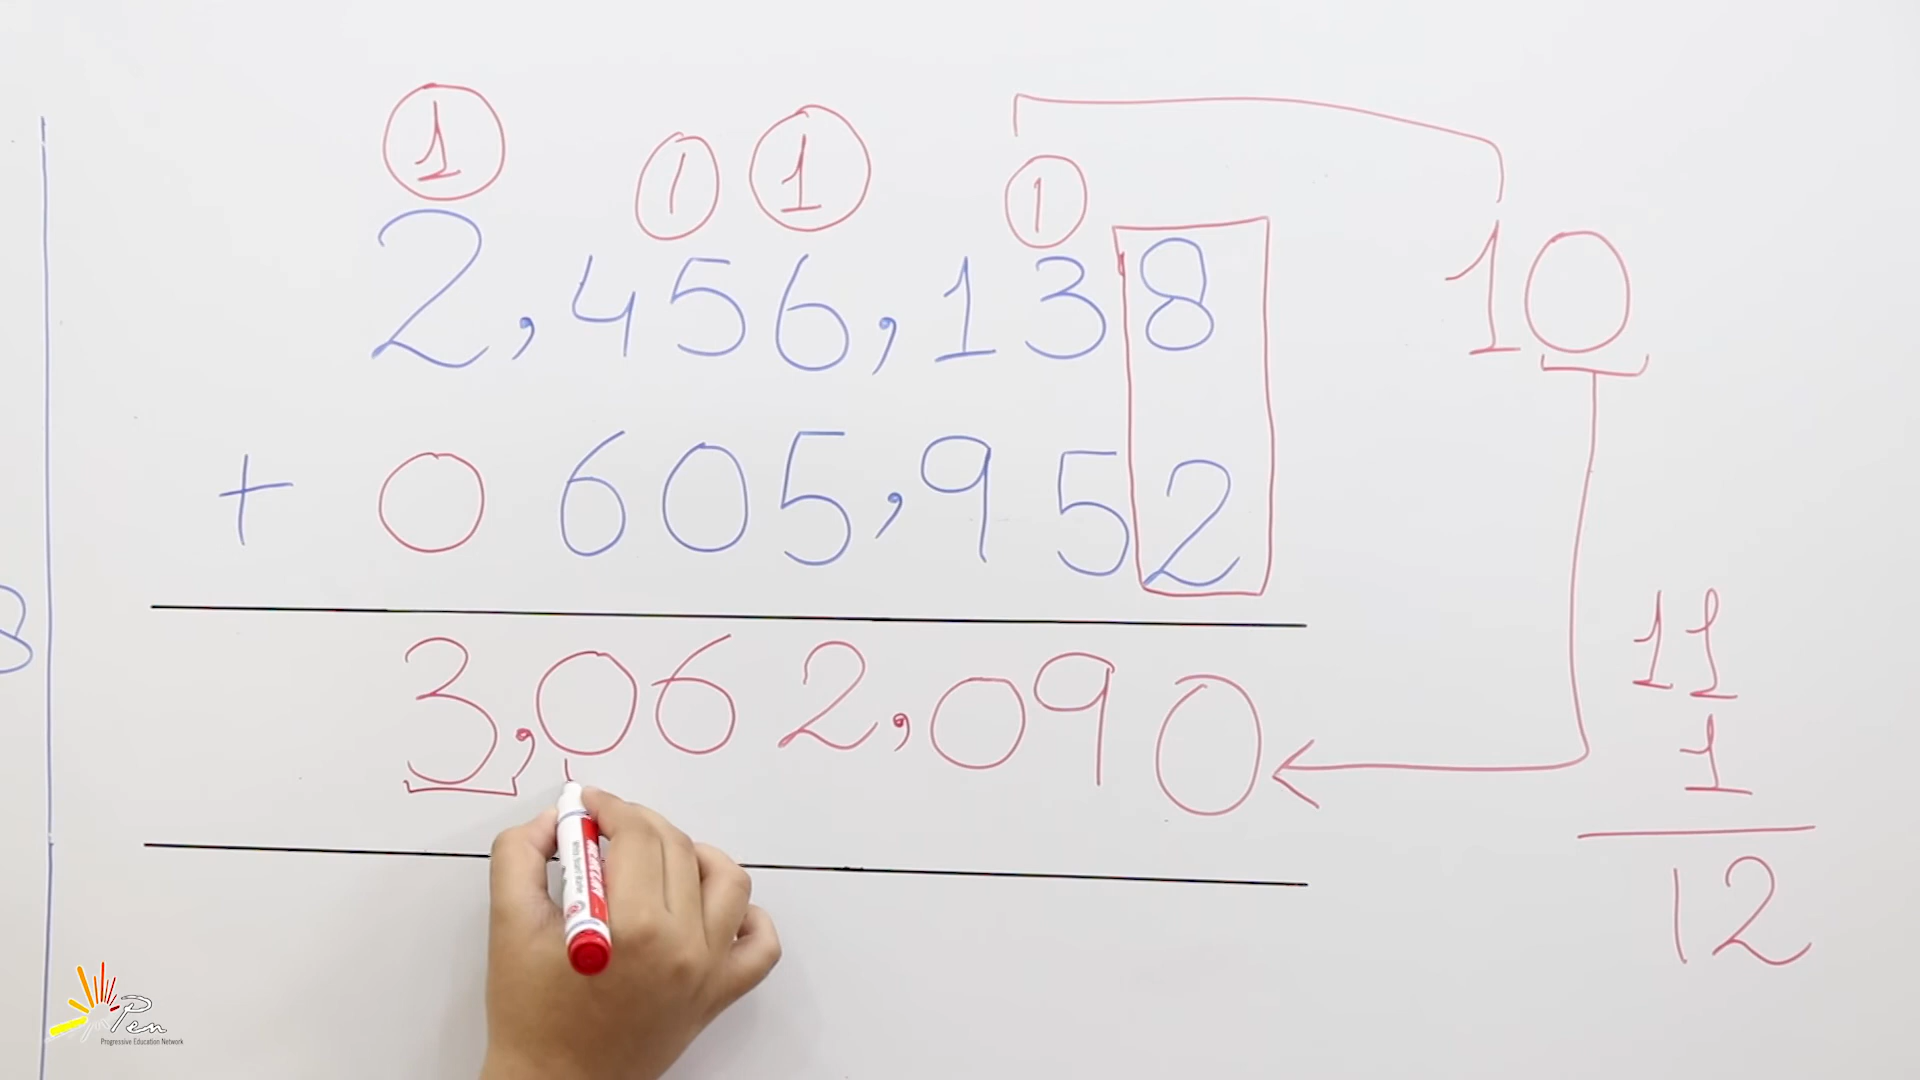 1 1 1 1
2,456,138
10
+ 0 605,952
3,062,090
11
1
12
8
Pen
Progressive Education Network